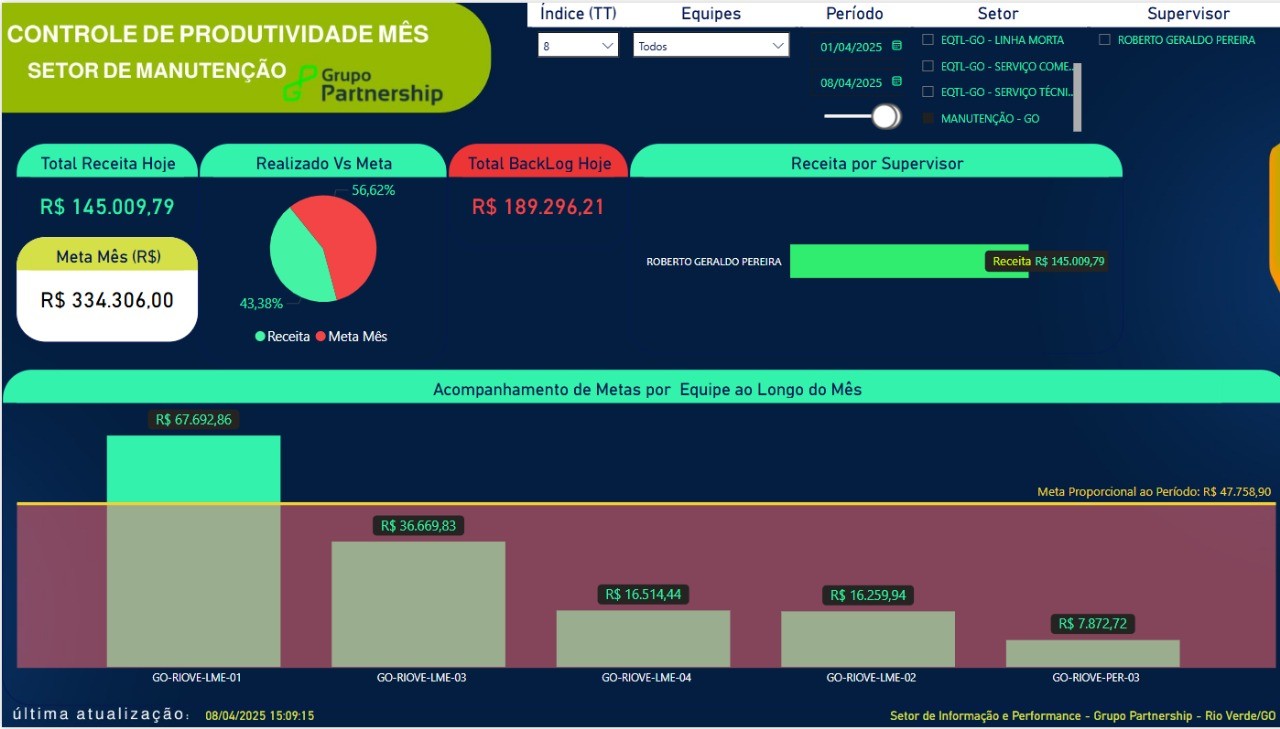 CONTROLE DE PRODUTIVIDADE MÊS
SETOR DE MANUTENÇÃO
Grupo
Partnership
Índice (TT)
8
Equipes
Todos
Período
01/04/2025
08/04/2025
Setor
EQTL-GO - LINHA MORTA
EQTL-GO - SERVIÇO COME...
EQTL-GO - SERVIÇO TÉCNI...
MANUTENÇÃO - GO
Supervisor
ROBERTO GERALDO PEREIRA
Total Receita Hoje
R$ 145.009,79
Meta Mês (R$)
R$ 334.306,00
Realizado Vs Meta
56,62%
43,38%
Receita Meta Mês
Total BackLog Hoje
R$ 189.296,21
Receita por Supervisor
ROBERTO GERALDO PEREIRA
Receita R$ 145.009,79
Acompanhamento de Metas por Equipe ao Longo do Mês
R$ 67.692,86
Meta Proporcional ao Período: R$ 47.758,90
R$ 36.669,83
R$ 16.514,44
R$ 16.259,94
R$ 7.872,72
GO-RIOVE-LME-01
GO-RIOVE-LME-03
GO-RIOVE-LME-04
GO-RIOVE-LME-02
GO-RIOVE-PER-03
última atualização: 08/04/2025 15:09:15
Setor de Informação e Performance - Grupo Partnership - Rio Verde/GO